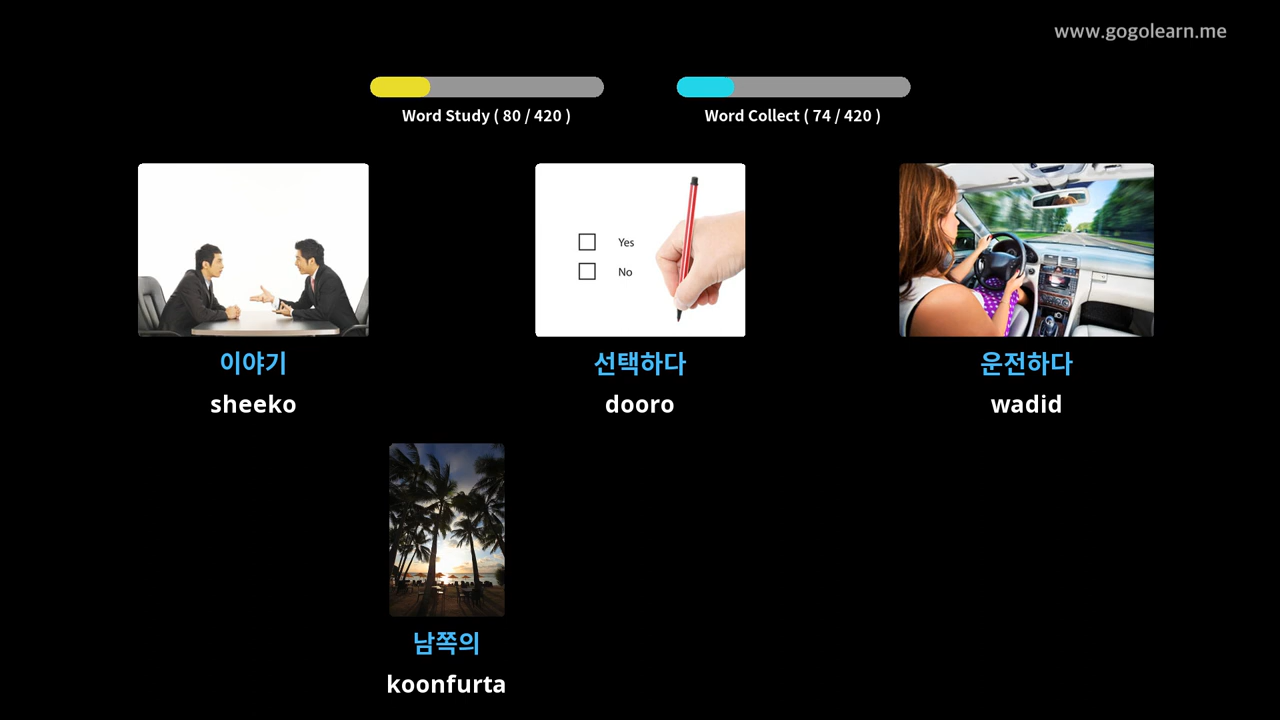 www.gogolearn.me
Word Study ( 80 / 420 )
Word Collect ( 74 / 420 )
Yes
No
이야기
선택하다
운전하다
sheeko
dooro
wadid
남쪽의
koonfurta